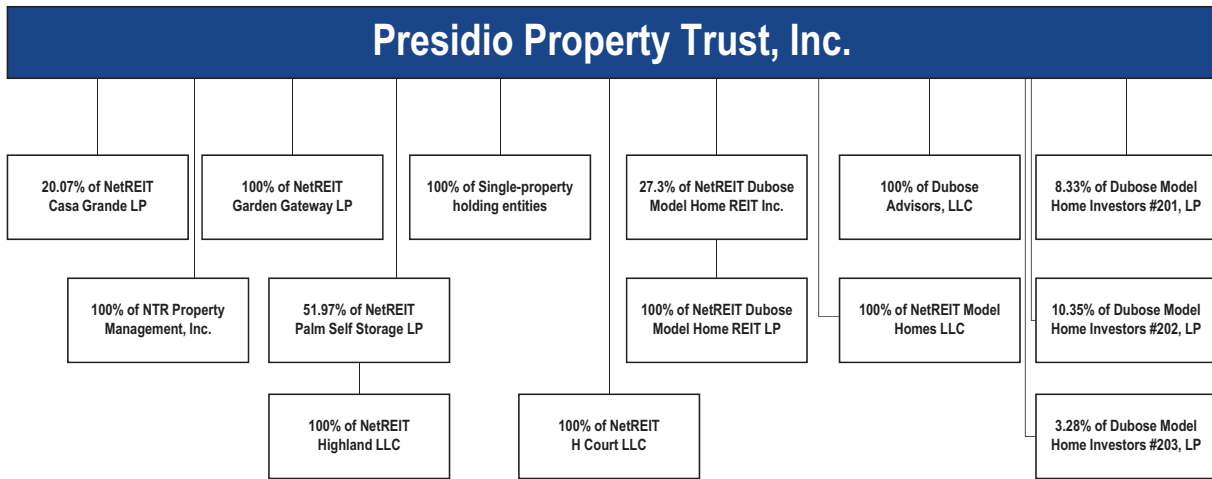 Presidio Property Trust, Inc.
20.07% of NetREIT
Casa Grande LP
100% of NetREIT
Garden Gateway LP
100% of Single-property
holding entities
27.3% of NetREIT Dubose
Model Home REIT Inc.
100% of Dubose
Advisors, LLC
8.33% of Dubose Model
Home Investors #201, LP
100% of NTR Property
Management, Inc.
51.97% of NetREIT
Palm Self Storage LP
100% of NetREIT Dubose
Model Home REIT LP
100% of NetREIT Model
Homes LLC
10.35% of Dubose Model
Home Investors #202, LP
100% of NetREIT
Highland LLC
100% of NetREIT
H Court LLC
3.28% of Dubose Model
Home Investors #203, LP